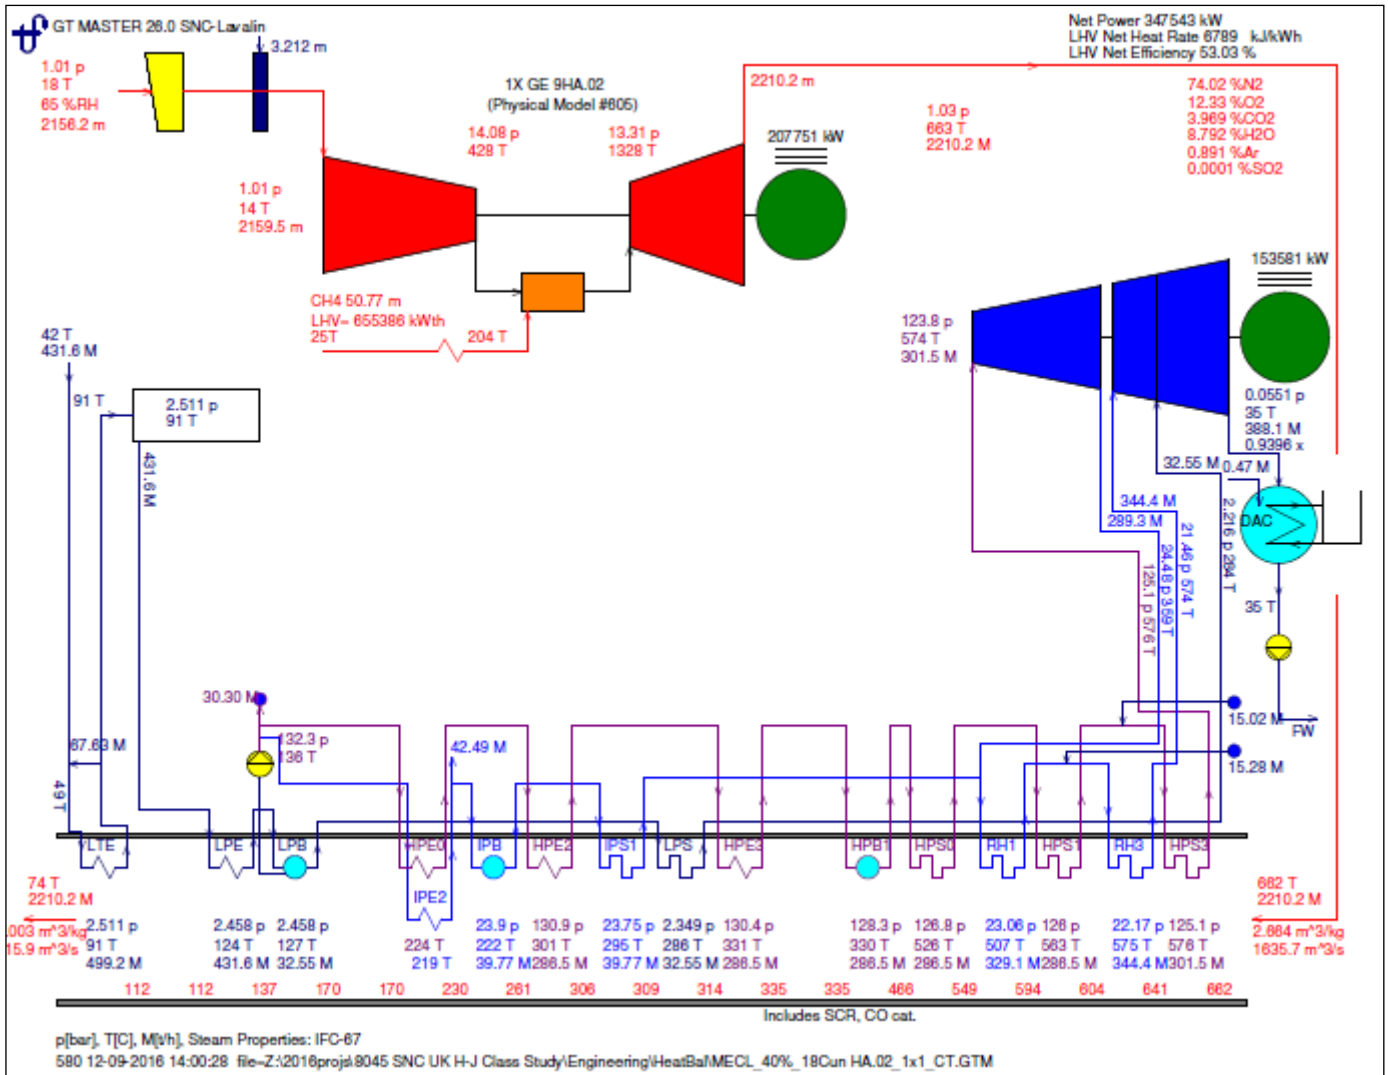 GT MASTER 26.0 SNC-Lavalin
Net Power 347543 kW
LHV Net Heat Rate 6789 kJ/kWh
LHV Net Efficiency 53.03 %
3.212 m
1.01 p
18 T
65 %RH
2156.2 m
1X GE 9HA.02
(Physical Model #605)
2210.2 m
74.02 %N2
12.33 %O2
3.969 %CO2
8.792 %H2O
0.891 %Ar
0.0001 %SO2
1.03 p
663 T
2210.2 M
14.08 p
428 T
13.31 p
1328 T
207751 kW
1.01 p
14 T
2159.5 m
153581 kW
CH4 50.77 m
LHV= 655386 kWth
25T
204 T
123.8 p
574 T
301.5 M
42 T
431.6 M
91 T
2.511 p
91 T
0.0551 p
35 T
388.1 M
0.9396 x
431.6 M
32.55 M
0.47 M
344.4 M
289.3 M
DAC
2.216 p 284 T
21.46 p 574 T
24.48 p 359 T
125.1 p 576 T
35 T
30.30 M
15.02 M
FW
67.63 M
132.3 p
136 T
42.49 M
15.28 M
49 T
LTE
LPE
LPB
HPE0
IPB
HPE2
IPS1
LPS
HPE3
HPB1
HPS0
RH1
HPS1
RH3
HPS3
IPE2
74 T
2210.2 M
662 T
2210.2 M
.003 m^3/kg
15.9 m^3/s
2.511 p
91 T
499.2 M
2.458 p
124 T
431.6 M
2.458 p
127 T
32.55 M
224 T
219 T
23.9 p
222 T
39.77 M
130.9 p
301 T
286.5 M
23.75 p
295 T
39.77 M
2.349 p
286 T
32.55 M
130.4 p
331 T
286.5 M
128.3 p
330 T
286.5 M
126.8 p
526 T
286.5 M
23.06 p
507 T
329.1 M
126 p
563 T
286.5 M
22.17 p
575 T
344.4 M
125.1 p
576 T
301.5 M
2.664 m^3/kg
1635.7 m^3/s
112 112 137 170 170 230 261 306 309 314 335 335 466 549 594 604 641 662
Includes SCR, CO cat.
p[bar], T[C], M[t/h], Steam Properties: IFC-67
580 12-09-2016 14:00:28 file=Z:\2016projs\8045 SNC UK H-J Class Study\Engineering\HeatBal\MECL_40%_18Cun HA.02_1x1_CT.GTM